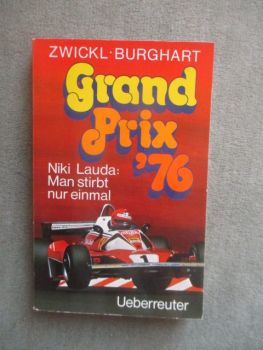 ZWICKL·BURGHART
Grand
Prix
'76
Niki Lauda:
Man stirbt
nur einmal
Ueberreuter